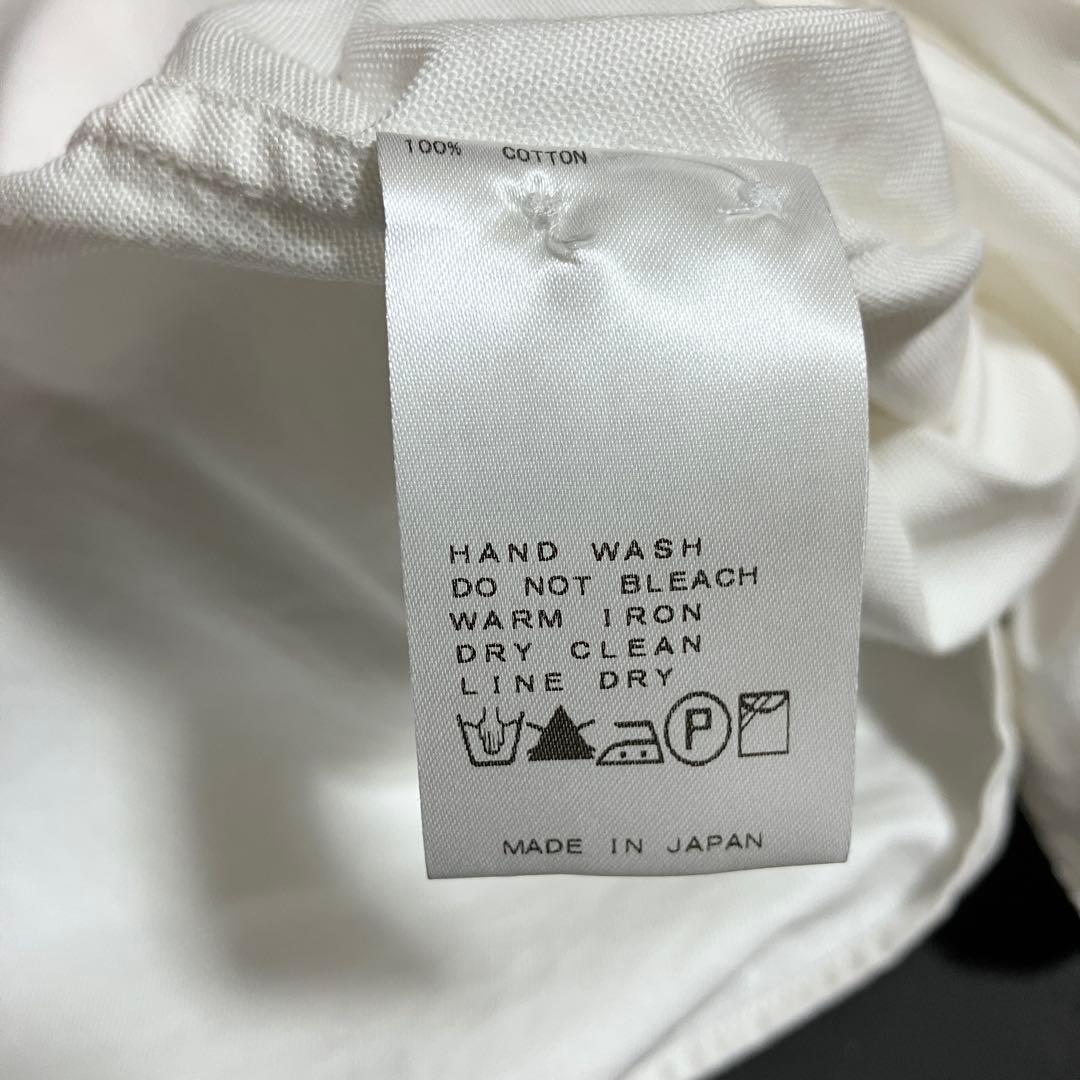 100% COTTON
HAND WASH
DO NOT BLEACH
WARM IRON
DRY CLEAN
LINE DRY
P
MADE IN JAPAN